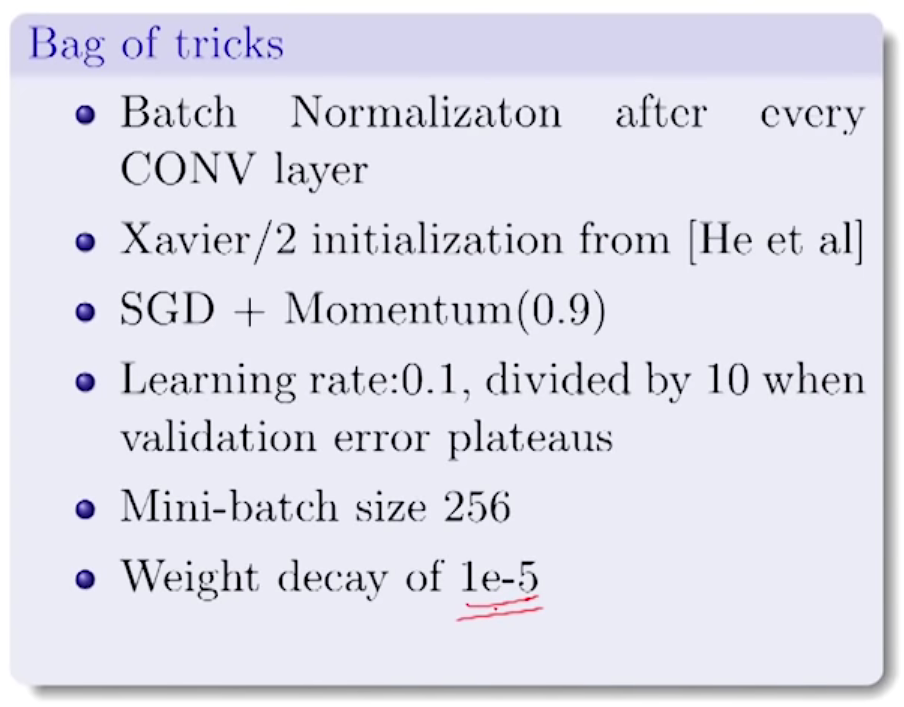 Bag of tricks
Batch Normalizaton after every
CONV layer
Xavier/2 initialization from [He et al]
SGD + Momentum(0.9)
Learning rate:0.1, divided by 10 when
validation error plateaus
Mini-batch size 256
Weight decay of 1e-5